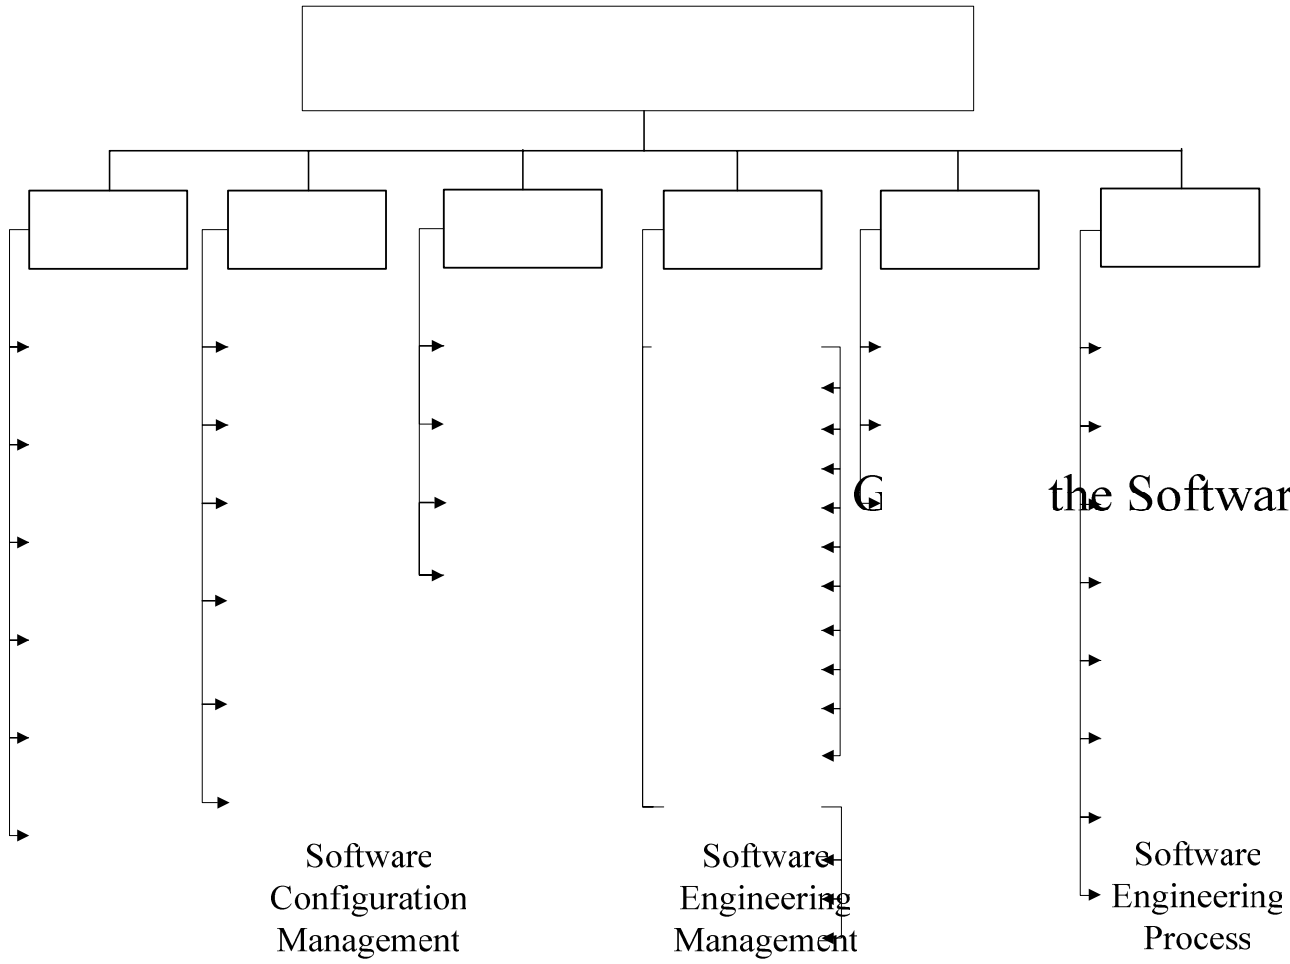 G the Softwar
Software
Configuration
Management
Software
Engineering
Management
Software
Engineering
Process